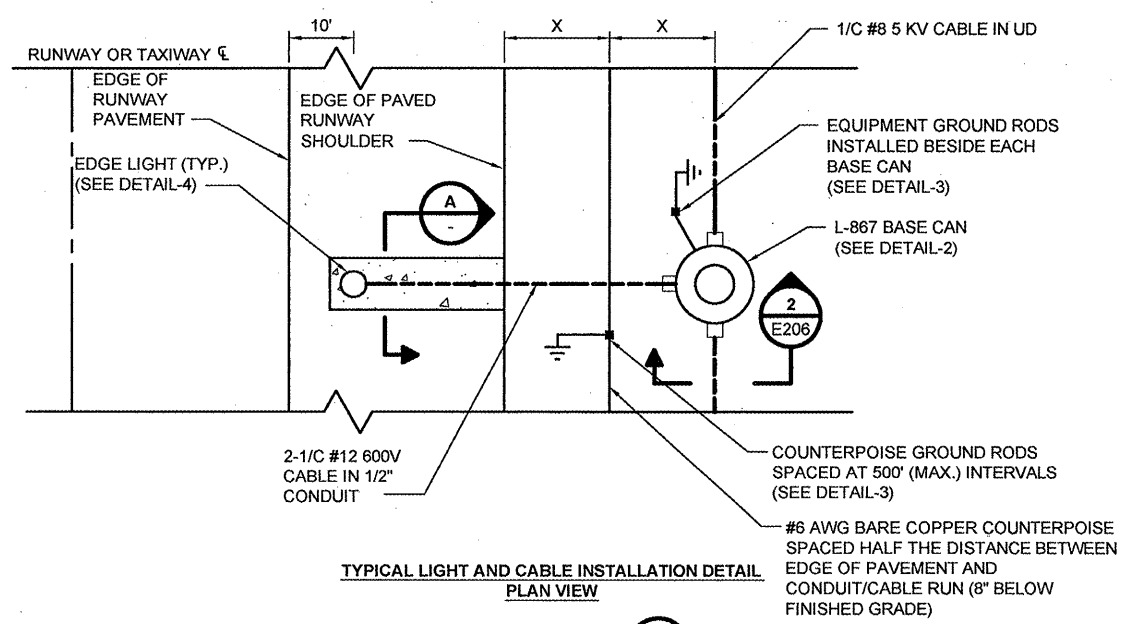 10'
X
X
1/C #8 5 KV CABLE IN UD
RUNWAY OR TAXIWAY ℄
EDGE OF
RUNWAY
PAVEMENT
EDGE OF PAVED
RUNWAY
SHOULDER
EQUIPMENT GROUND RODS
INSTALLED BESIDE EACH
BASE CAN
(SEE DETAIL-3)
EDGE LIGHT (TYP.)
(SEE DETAIL-4)
A
-
L-867 BASE CAN
(SEE DETAIL-2)
2
E206
2-1/C #12 600V
CABLE IN 1/2"
CONDUIT
COUNTERPOISE GROUND RODS
SPACED AT 500' (MAX.) INTERVALS
(SEE DETAIL-3)
#6 AWG BARE COPPER COUNTERPOISE
SPACED HALF THE DISTANCE BETWEEN
EDGE OF PAVEMENT AND
CONDUIT/CABLE RUN (8" BELOW
FINISHED GRADE)
TYPICAL LIGHT AND CABLE INSTALLATION DETAIL
PLAN VIEW